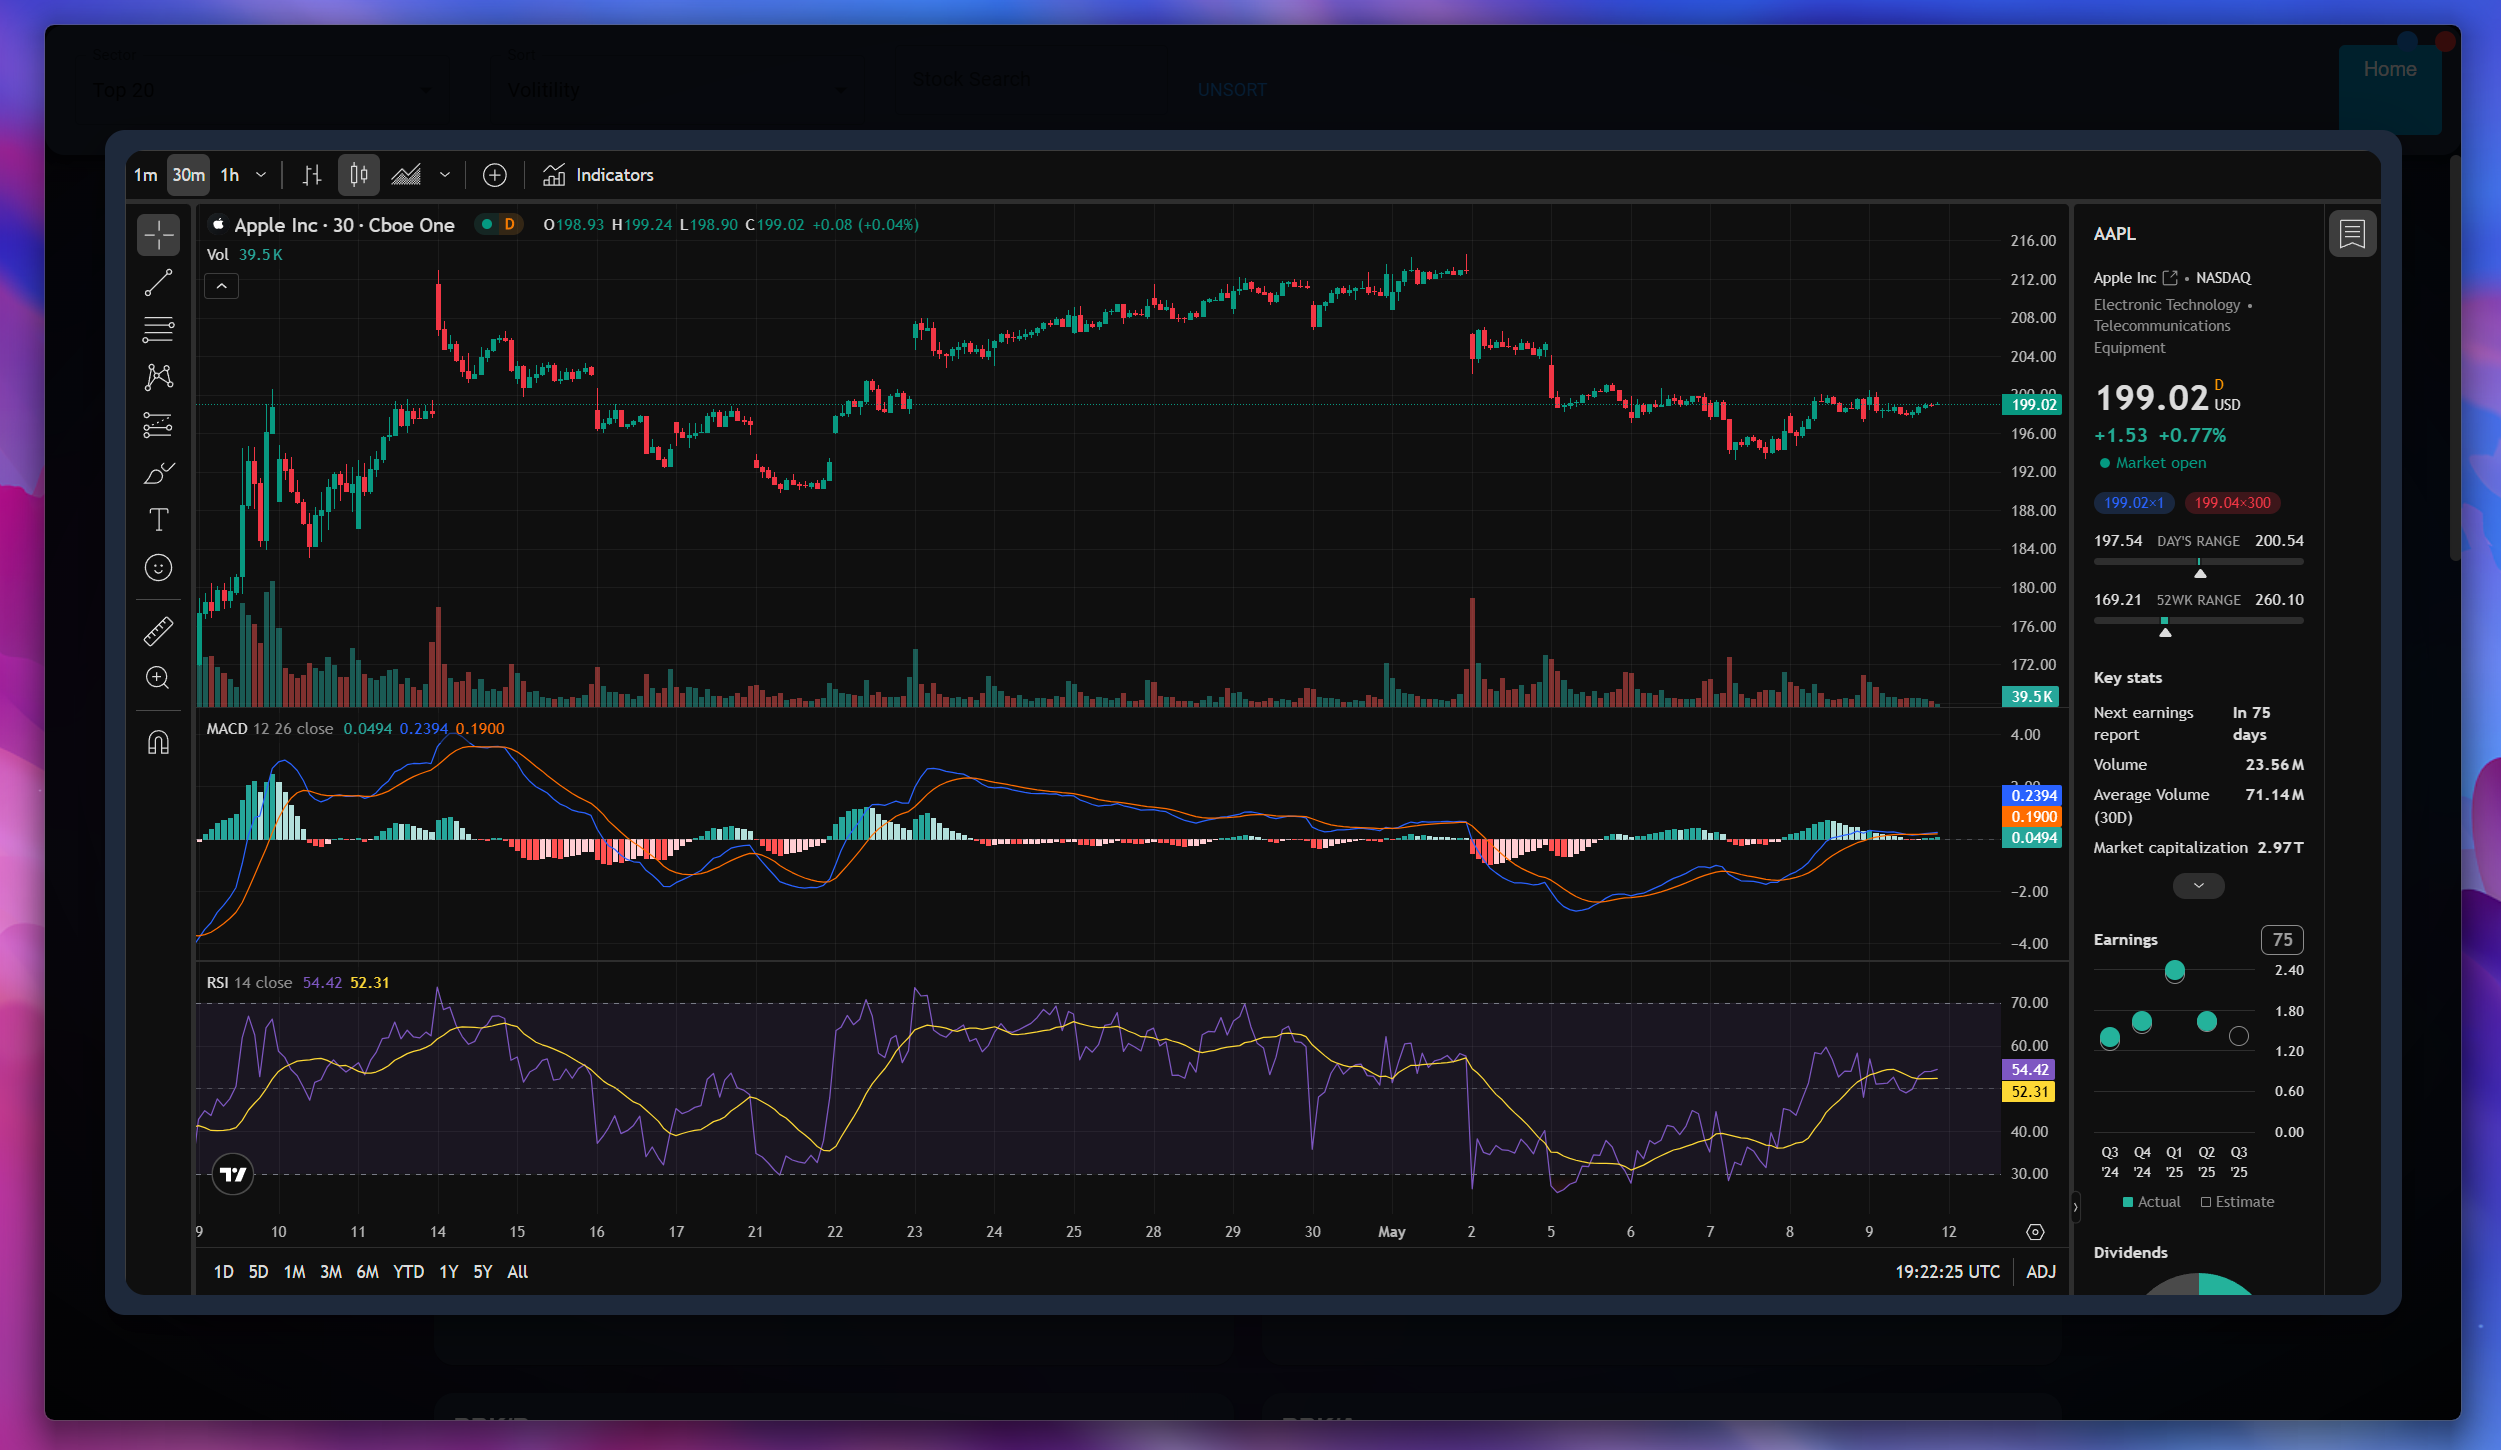 Top 20
Volitility
Stock Search
UNSORT
Home
1m 30m 1h Indicators
Apple Inc · 30 · Cboe One D O198.93 H199.24 L198.90 C199.02 +0.08 (+0.04%)
Vol 39.5K
216.00
212.00
208.00
204.00
200.00
199.02
196.00
192.00
188.00
184.00
180.00
176.00
172.00
39.5K
MACD 12 26 close 0.0494 0.2394 0.1900
4.00
2.00
0.2394
0.1900
0.0494
−2.00
−4.00
RSI 14 close 54.42 52.31
70.00
60.00
54.42
52.31
40.00
30.00
9 10 11 14 15 16 17 21 22 23 24 25 28 29 30 May 2 5 6 7 8 9 12
1D 5D 1M 3M 6M YTD 1Y 5Y All
19:22:25 UTC ADJ
AAPL
Apple Inc • NASDAQ
Electronic Technology •
Telecommunications
Equipment
199.02 D USD
+1.53 +0.77%
Market open
199.02×1 199.04×300
197.54 DAY'S RANGE 200.54
169.21 52WK RANGE 260.10
Key stats
Next earnings report In 75 days
Volume 23.56M
Average Volume (30D) 71.14M
Market capitalization 2.97T
Earnings 75
2.40
1.80
1.20
0.60
0.00
Q3 Q4 Q1 Q2 Q3
'24 '24 '25 '25 '25
Actual Estimate
Dividends